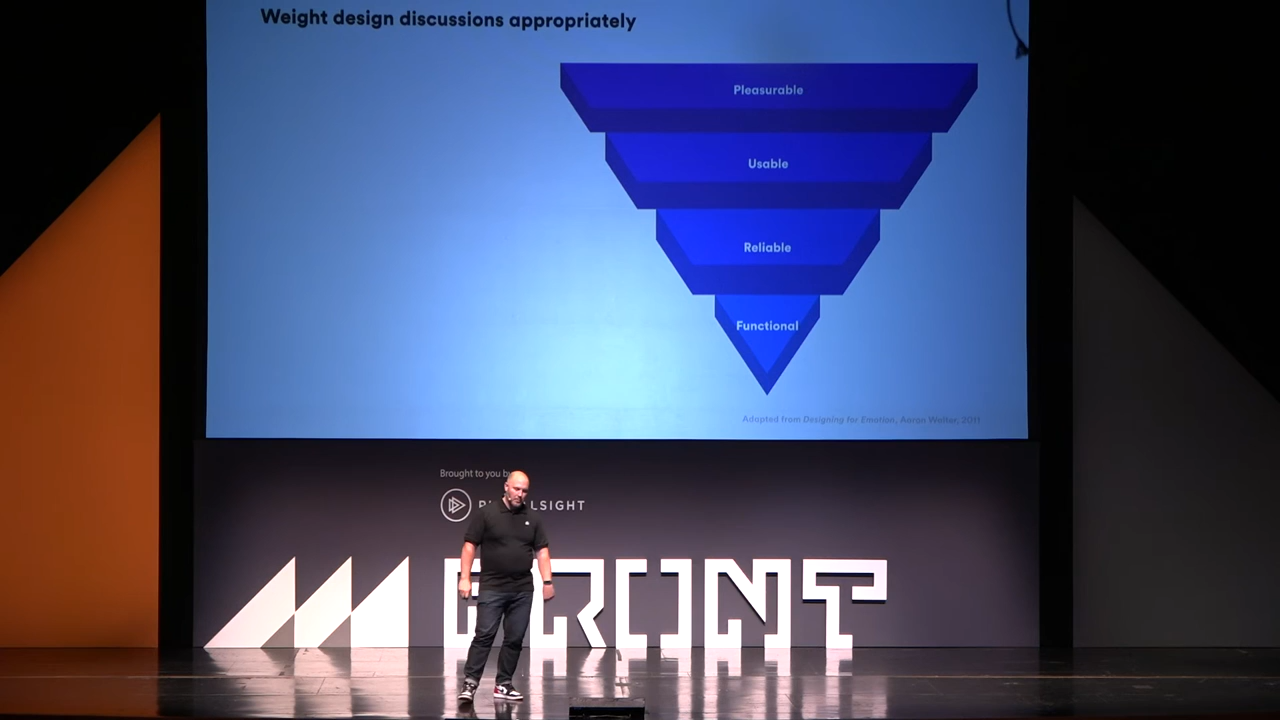 Weight design discussions appropriately
Pleasurable
Usable
Reliable
Functional
Adapted from Designing for Emotion, Aaron Walter, 2011
Brought to you by
FRONT